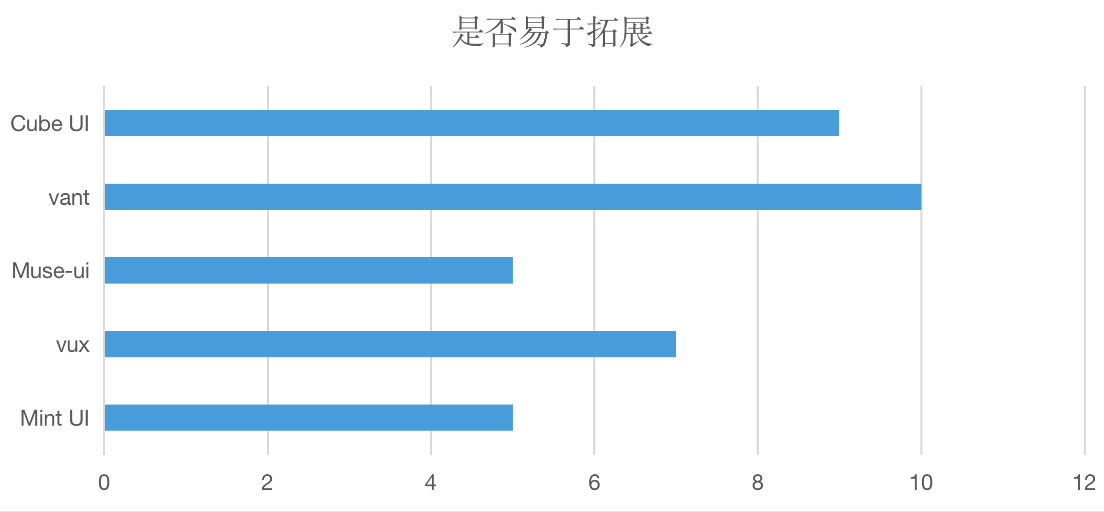 是否易于拓展
Cube UI
vant
Muse-ui
vux
Mint UI
0 2 4 6 8 10 12